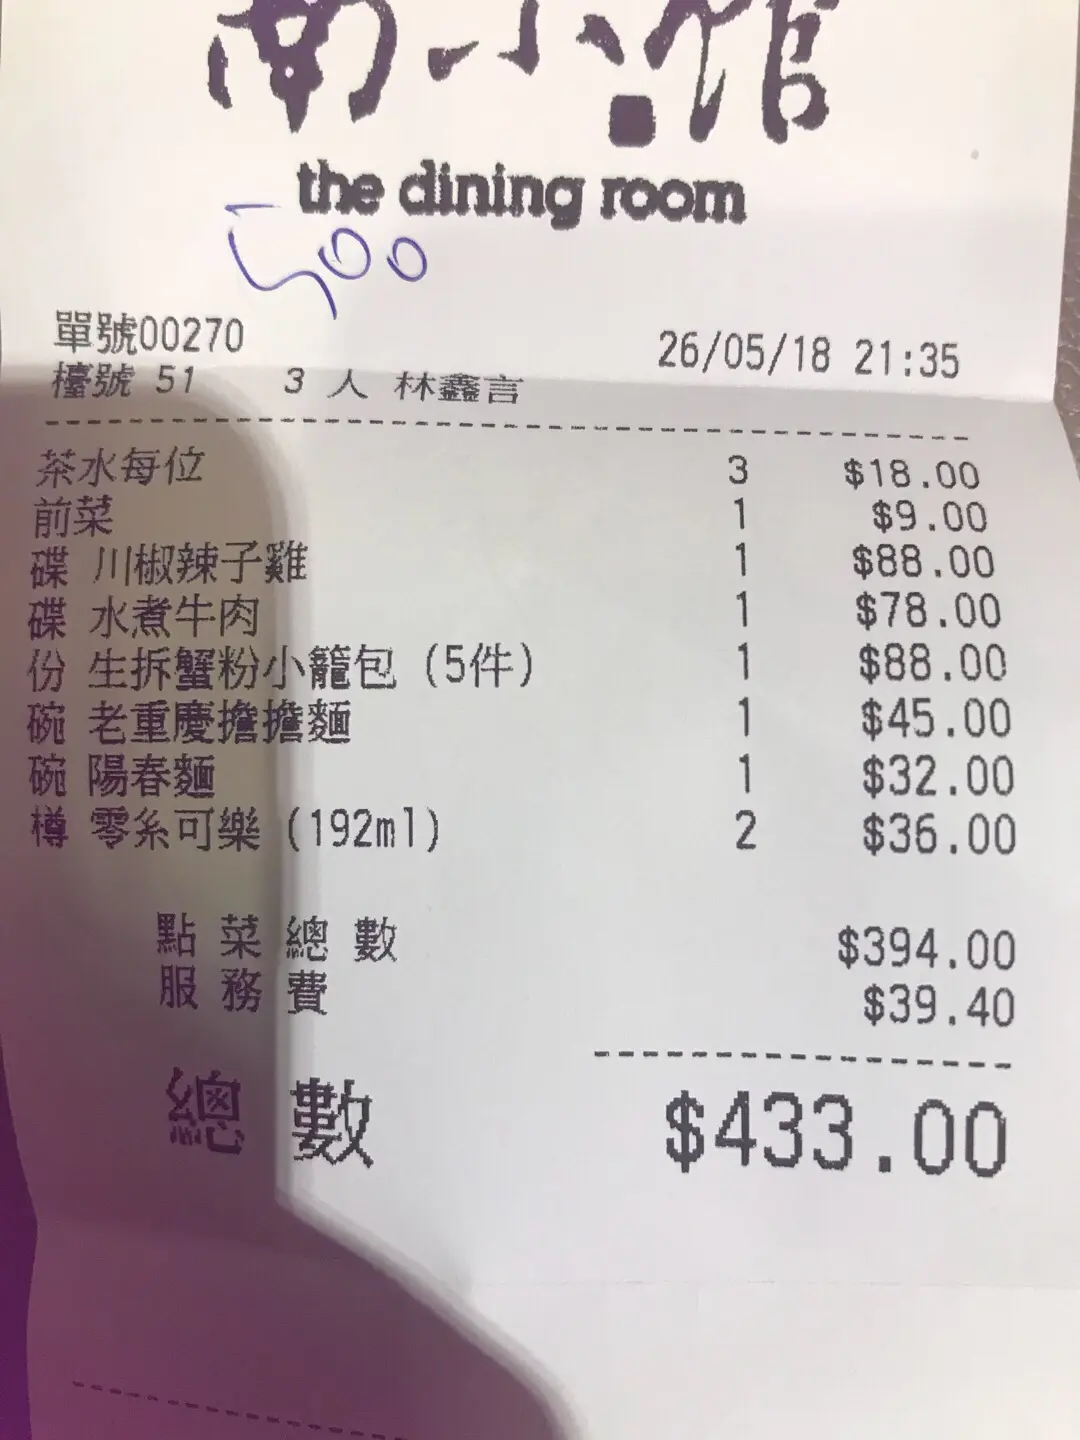 南小館
the dining room
500
單號00270 26/05/18 21:35
檯號 51 3 人 林鑫言
茶水每位 3 $18.00
前菜 1 $9.00
碟 川椒辣子雞 1 $88.00
碟 水煮牛肉 1 $78.00
份 生拆蟹粉小籠包 (5件) 1 $88.00
碗 老重慶擔擔麵 1 $45.00
碗 陽春麵 1 $32.00
樽 零系可樂 (192ml) 2 $36.00
點菜總數 $394.00
服務費 $39.40
總數 $433.00